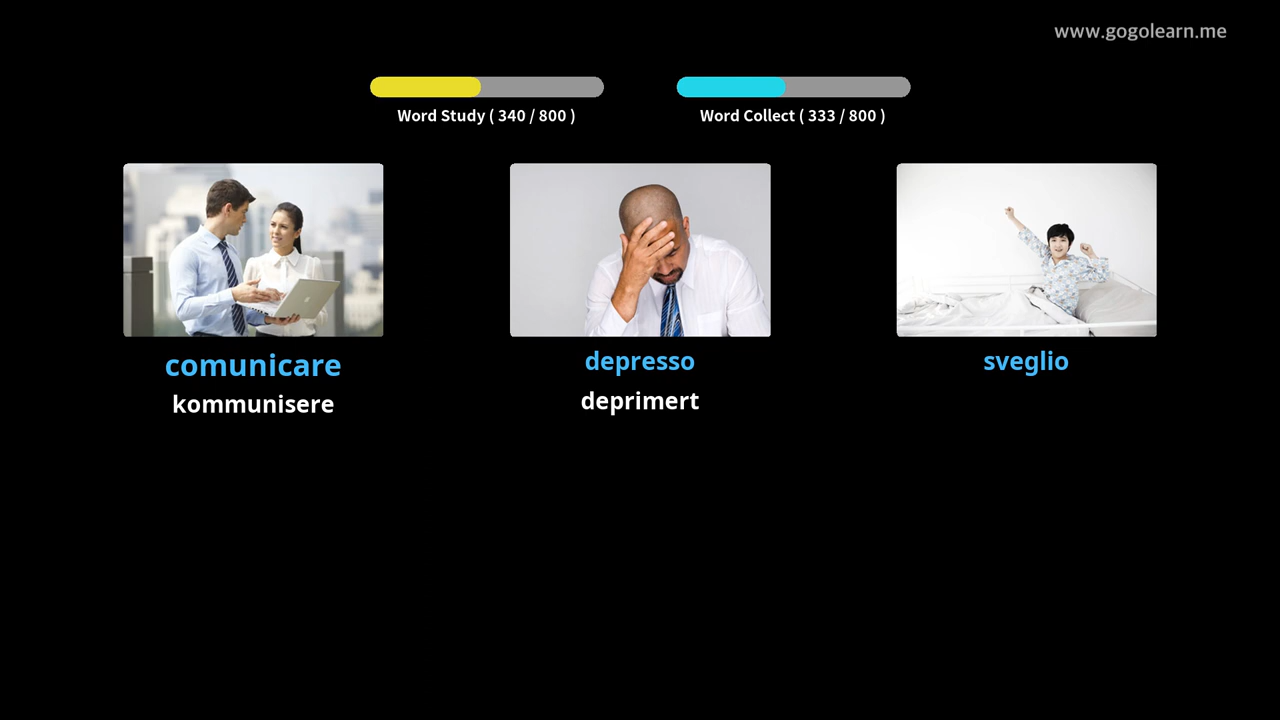 www.gogolearn.me
Word Study ( 340 / 800 )
Word Collect ( 333 / 800 )
comunicare
kommunisere
depresso
deprimert
sveglio